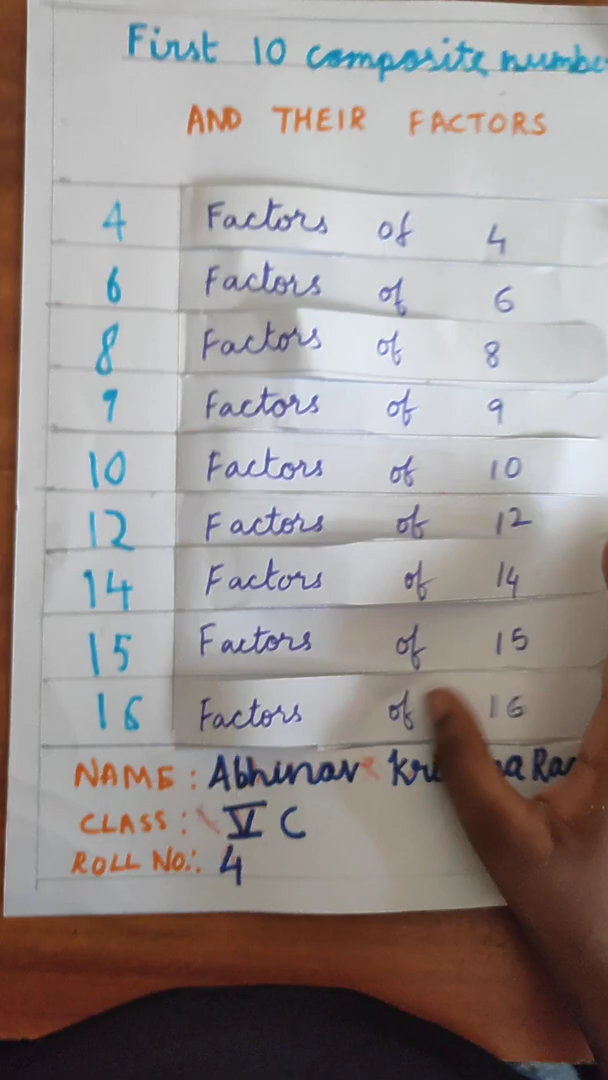 First 10 composite numbe
AND THEIR FACTORS
4 Factors of 4
6 Factors of 6
8 Factors of 8
9 Factors of 9
10 Factors of 10
12 Factors of 12
14 Factors of 14
15 Factors of 15
16 Factors of 16
NAME: Abhinav
CLASS: V C
ROLL NO.: 4